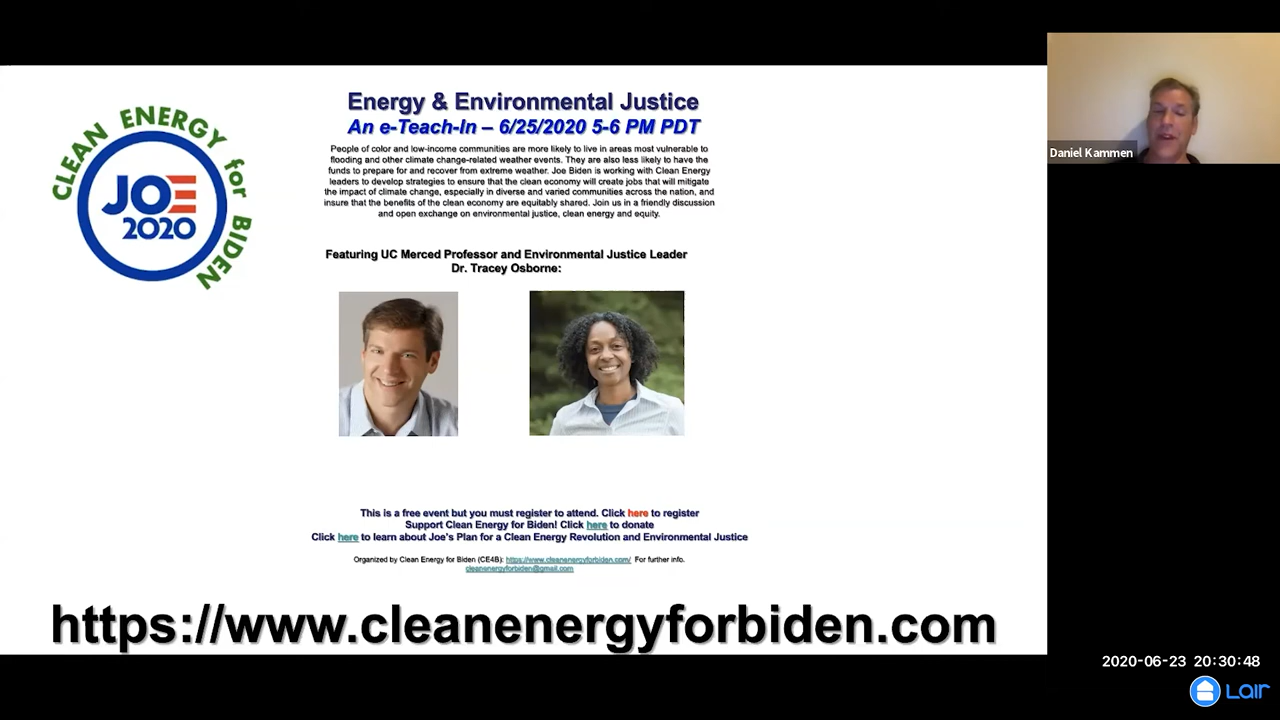 CLEAN ENERGY for BIDEN
JOE
2020
Energy & Environmental Justice
An e-Teach-In – 6/25/2020 5-6 PM PDT
People of color and low-income communities are more likely to live in areas most vulnerable to
flooding and other climate change-related weather events. They are also less likely to have the
funds to prepare for and recover from extreme weather. Joe Biden is working with Clean Energy
leaders to develop strategies to ensure that the clean economy will create jobs that will mitigate
the impact of climate change, especially in diverse and varied communities across the nation, and
insure that the benefits of the clean economy are equitably shared. Join us in a friendly discussion
and open exchange on environmental justice, clean energy and equity.
Featuring UC Merced Professor and Environmental Justice Leader
Dr. Tracey Osborne:
This is a free event but you must register to attend. Click here to register
Support Clean Energy for Biden! Click here to donate
Click here to learn about Joe's Plan for a Clean Energy Revolution and Environmental Justice
Organized by Clean Energy for Biden (CE4B): https://www.cleanenergyforbiden.com/ For further info.
cleanenergyforbiden@gmail.com
https://www.cleanenergyforbiden.com
Daniel Kammen
2020-06-23 20:30:48
LAIR